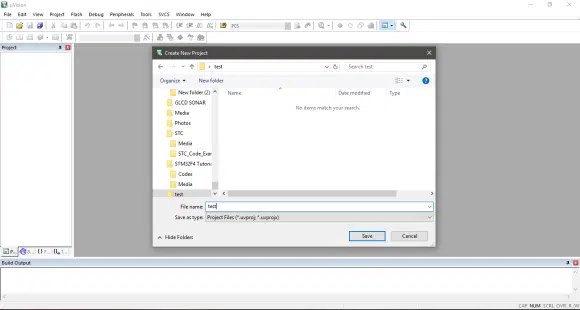 µVision
File Edit View Project Flash Debug Peripherals Tools SVCS Window Help
Project
Create New Project
test
Search test
Organize
New folder
New folder (2)
GLCD SONAR
Media
Photos
STC
Media
STC_Code_Exar
STM32F4 Tutoria
Codes
Media
test
Name
Date modified
Type
No items match your search.
File name:
test
Save as type:
Project Files (*.uvproj; *.uvprojx)
Hide Folders
Save
Cancel
Build Output
CAP NUM SCRL OVR R/W